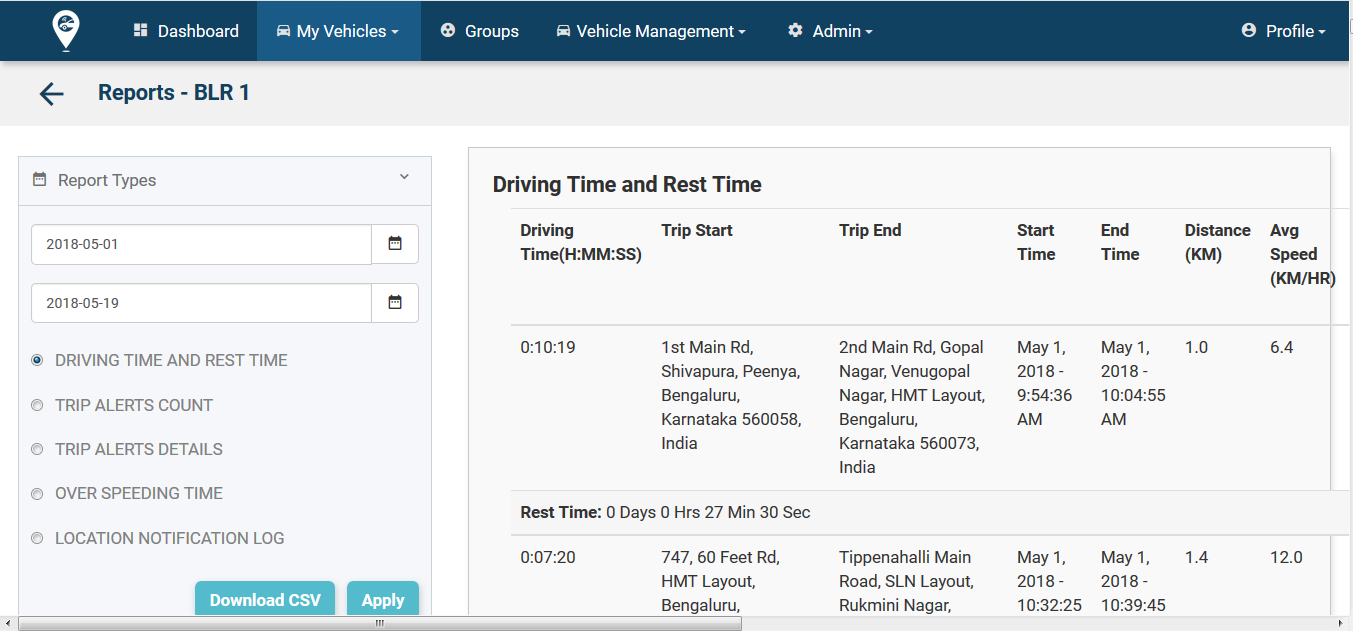 Dashboard My Vehicles Groups Vehicle Management Admin Profile
Reports - BLR 1
Report Types
2018-05-01
2018-05-19
DRIVING TIME AND REST TIME
TRIP ALERTS COUNT
TRIP ALERTS DETAILS
OVER SPEEDING TIME
LOCATION NOTIFICATION LOG
Download CSV Apply
Driving Time and Rest Time
Driving Time(H:MM:SS) Trip Start Trip End Start Time End Time Distance (KM) Avg Speed (KM/HR)
0:10:19
1st Main Rd,
Shivapura, Peenya,
Bengaluru,
Karnataka 560058,
India
2nd Main Rd, Gopal
Nagar, Venugopal
Nagar, HMT Layout,
Bengaluru,
Karnataka 560073,
India
May 1,
2018 -
9:54:36
AM
May 1,
2018 -
10:04:55
AM
1.0
6.4
Rest Time: 0 Days 0 Hrs 27 Min 30 Sec
0:07:20
747, 60 Feet Rd,
HMT Layout,
Bengaluru,
Tippenahalli Main
Road, SLN Layout,
Rukmini Nagar,
May 1,
2018 -
10:32:25
May 1,
2018 -
10:39:45
1.4
12.0